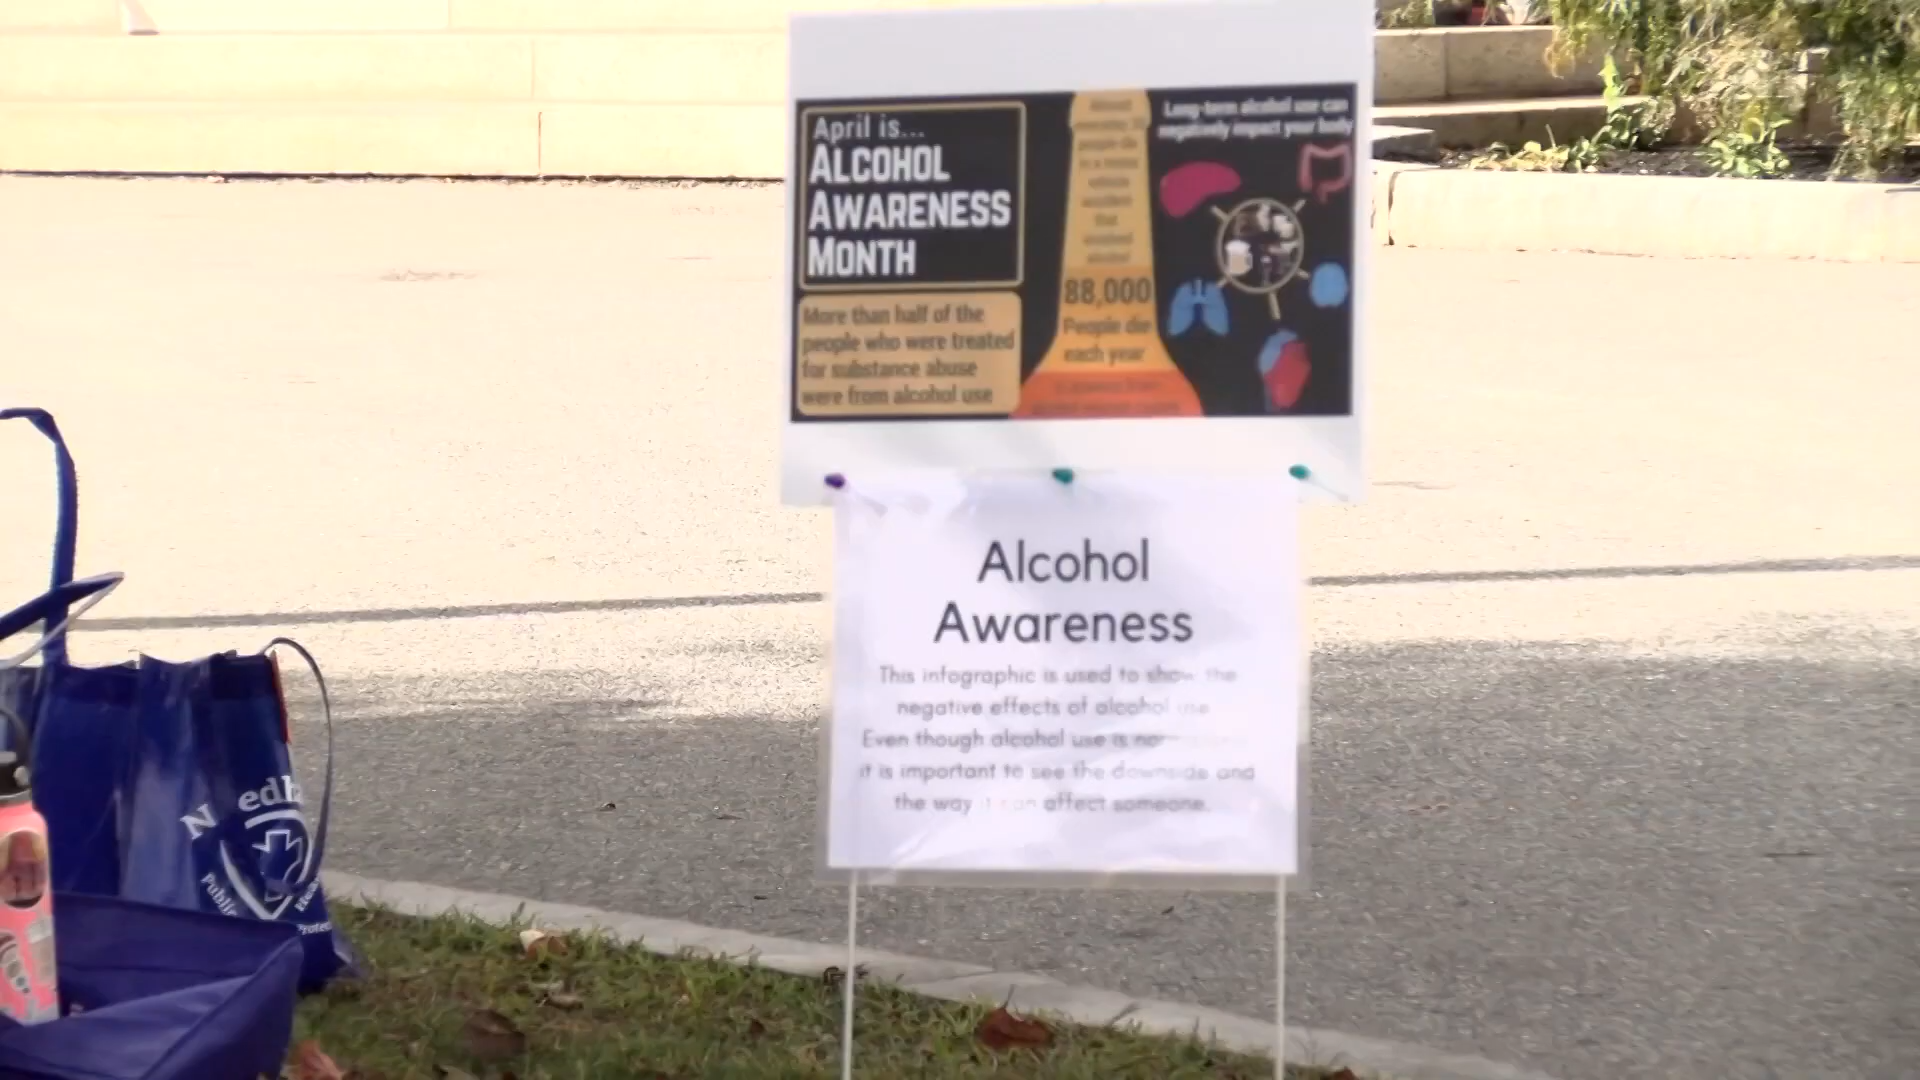 April is...
ALCOHOL
AWARENESS
MONTH
More than half of the
people who were treated
for substance abuse
were from alcohol use
people die
88,000
People die
each year
Long-term alcohol use can
negatively impact your body
Alcohol
Awareness
This infographic is used to show the
negative effects of alcohol use
Even though alcohol use is
it is important to see the downside and
the way it can affect someone.
Public